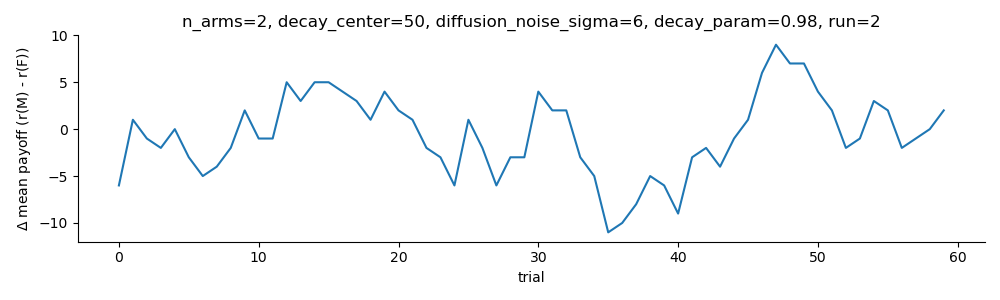 n_arms=2, decay_center=50, diffusion_noise_sigma=6, decay_param=0.98, run=2
Δ mean payoff (r(M) - r(F))
10
5
0
−5
−10
0 10 20 30 40 50 60
trial